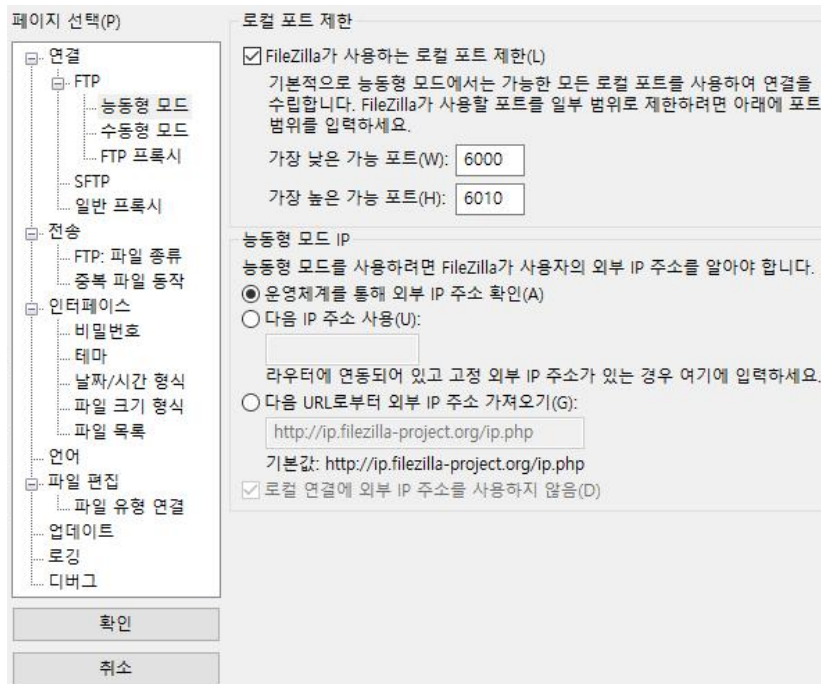 페이지 선택(P)
연결
FTP
능동형 모드
수동형 모드
FTP 프록시
SFTP
일반 프록시
전송
FTP: 파일 종류
중복 파일 동작
인터페이스
비밀번호
테마
날짜/시간 형식
파일 크기 형식
파일 목록
언어
파일 편집
파일 유형 연결
업데이트
로깅
디버그
확인
취소
로컬 포트 제한
FileZilla가 사용하는 로컬 포트 제한(L)
기본적으로 능동형 모드에서는 가능한 모든 로컬 포트를 사용하여 연결을
수립합니다. FileZilla가 사용할 포트를 일부 범위로 제한하려면 아래에 포트
범위를 입력하세요.
가장 낮은 가능 포트(W): 6000
가장 높은 가능 포트(H): 6010
능동형 모드 IP
능동형 모드를 사용하려면 FileZilla가 사용자의 외부 IP 주소를 알아야 합니다.
운영체계를 통해 외부 IP 주소 확인(A)
다음 IP 주소 사용(U):
라우터에 연동되어 있고 고정 외부 IP 주소가 있는 경우 여기에 입력하세요.
다음 URL로부터 외부 IP 주소 가져오기(G):
http://ip.filezilla-project.org/ip.php
기본값: http://ip.filezilla-project.org/ip.php
로컬 연결에 외부 IP 주소를 사용하지 않음(D)